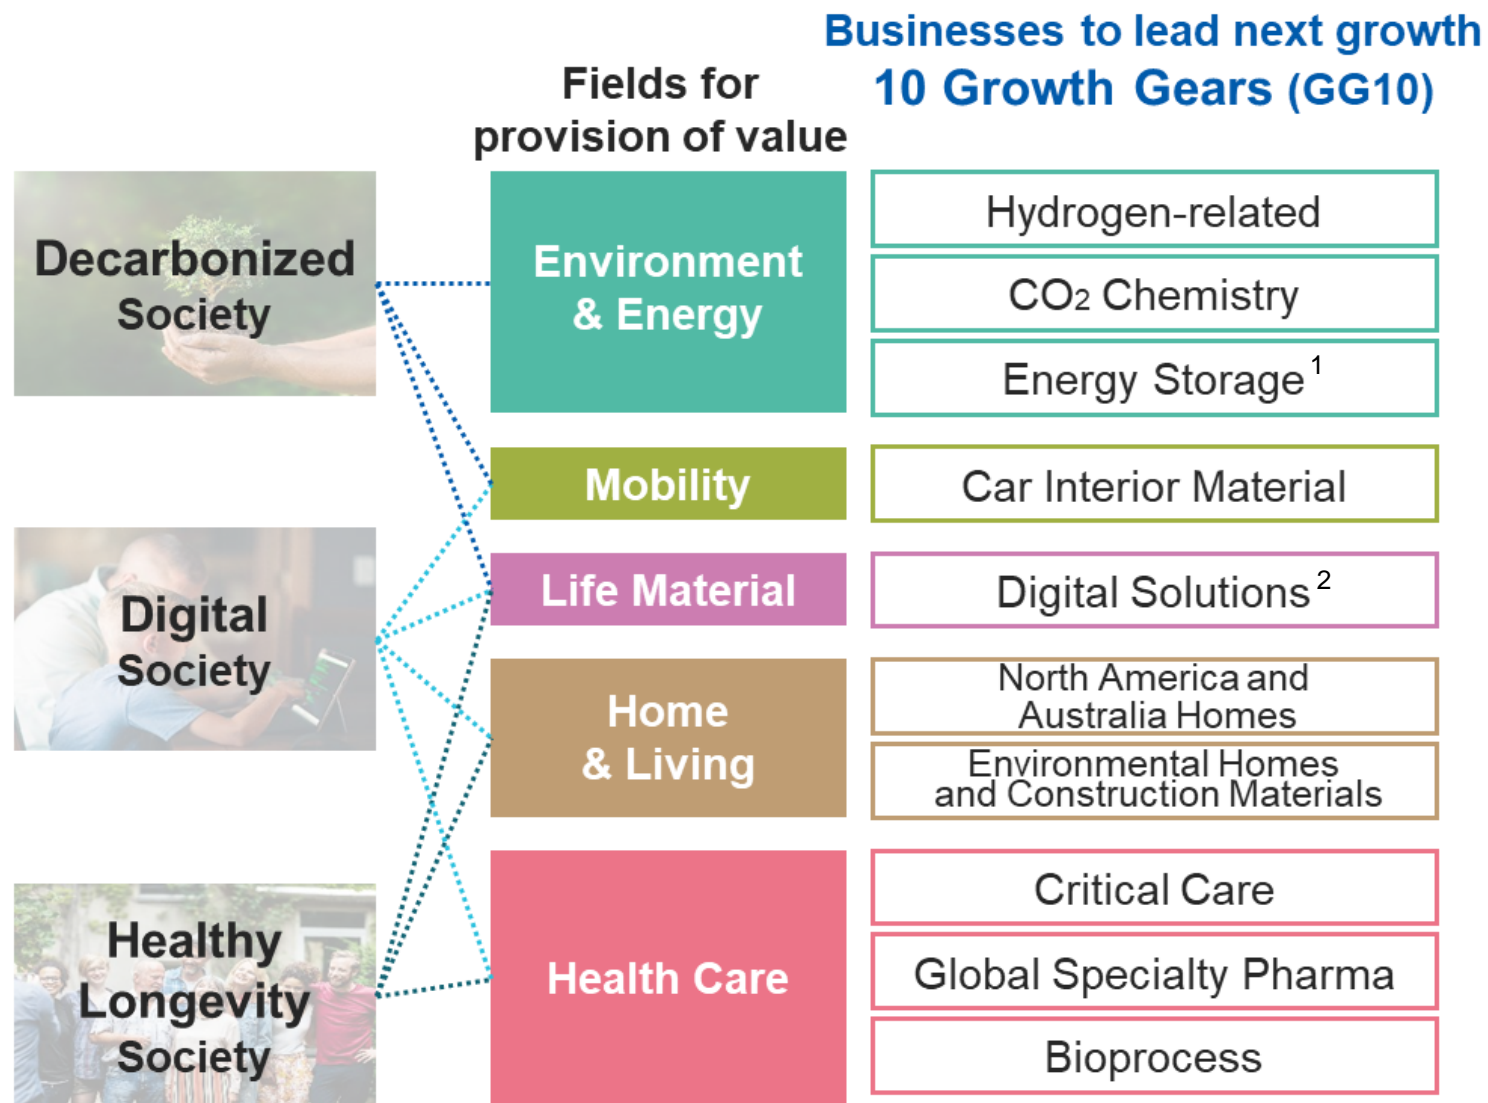 Businesses to lead next growth
10 Growth Gears (GG10)
Fields for
provision of value
Decarbonized
Society
Digital
Society
Healthy
Longevity
Society
Environment
& Energy
Hydrogen-related
CO2 Chemistry
Energy Storage 1
Mobility
Car Interior Material
Life Material
Digital Solutions 2
Home
& Living
North America and
Australia Homes
Environmental Homes
and Construction Materials
Health Care
Critical Care
Global Specialty Pharma
Bioprocess